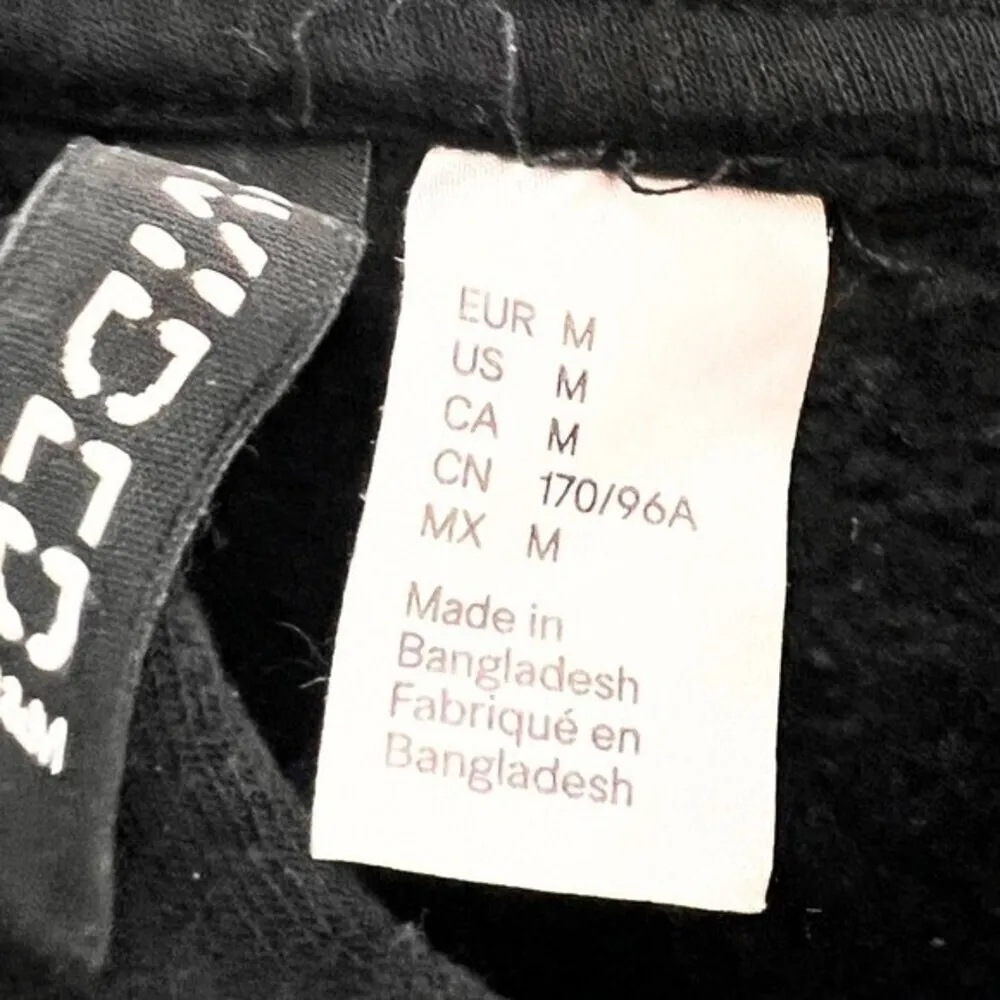 EUR M
US M
CA M
CN 170/96A
MX M
Made in
Bangladesh
Fabriqué en
Bangladesh